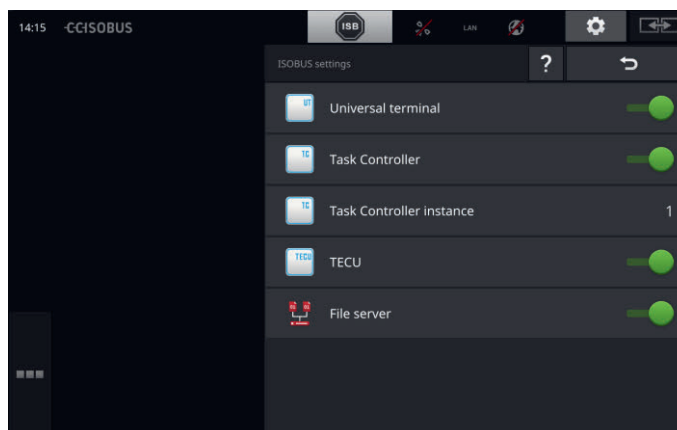 14:15 CCISOBUS ISB LAN
ISOBUS settings ?
UT Universal terminal
TC Task Controller
TC Task Controller instance 1
TECU TECU
File server